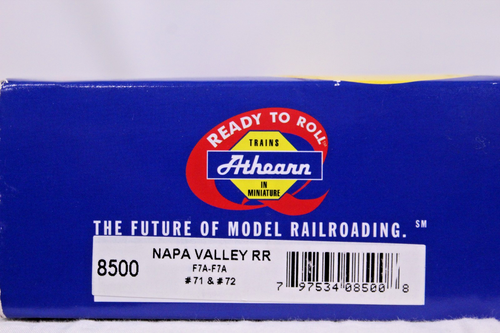 READY TO ROLL™
TRAINS
Athearn
IN
MINIATURE
THE FUTURE OF MODEL RAILROADING.℠
8500
NAPA VALLEY RR
F7A-F7A
#71 & #72
7 97534 08500 8